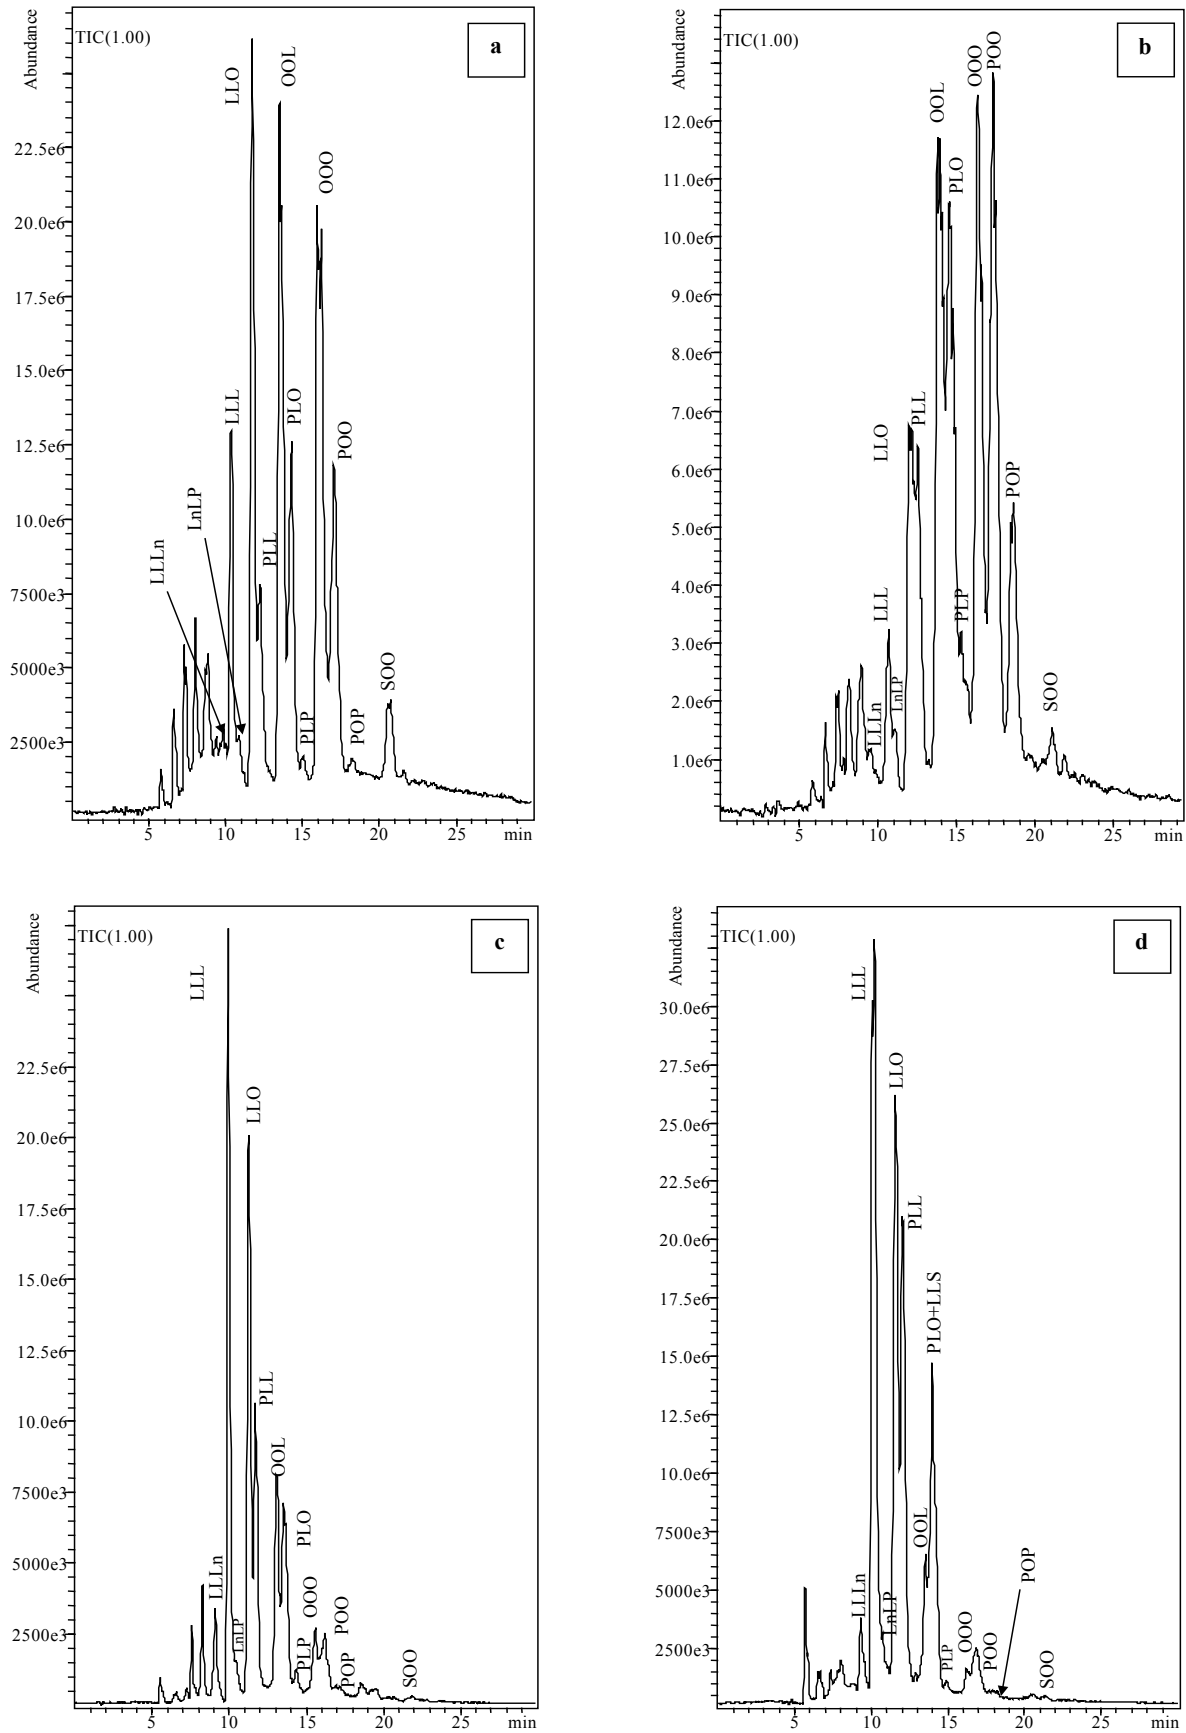 Abundance
TIC(1.00)
a
LLO
OOL
OOO
LLL
PLO
POO
LnLP
LLLn
PLL
SOO
PLP
POP
22.5e6
20.0e6
17.5e6
15.0e6
12.5e6
10.0e6
7500e3
5000e3
2500e3
5 10 15 20 25 min
Abundance
TIC(1.00)
b
OOO
POO
OOL
PLO
PLL
LLO
POP
PLP
LLL
LnLP
LLLn
SOO
12.0e6
11.0e6
10.0e6
9.0e6
8.0e6
7.0e6
6.0e6
5.0e6
4.0e6
3.0e6
2.0e6
1.0e6
5 10 15 20 25 min
Abundance
TIC(1.00)
c
LLL
LLO
PLL
OOL
PLO
LLLn
LnLP
OOO
POO
PLP
POP
SOO
22.5e6
20.0e6
17.5e6
15.0e6
12.5e6
10.0e6
7500e3
5000e3
2500e3
5 10 15 20 25 min
Abundance
TIC(1.00)
d
LLL
LLO
PLL
PLO+LLS
OOL
POP
LLLn
LnLP
OOO
PLP
POO
SOO
30.0e6
27.5e6
25.0e6
22.5e6
20.0e6
17.5e6
15.0e6
12.5e6
10.0e6
7500e3
5000e3
2500e3
5 10 15 20 25 min